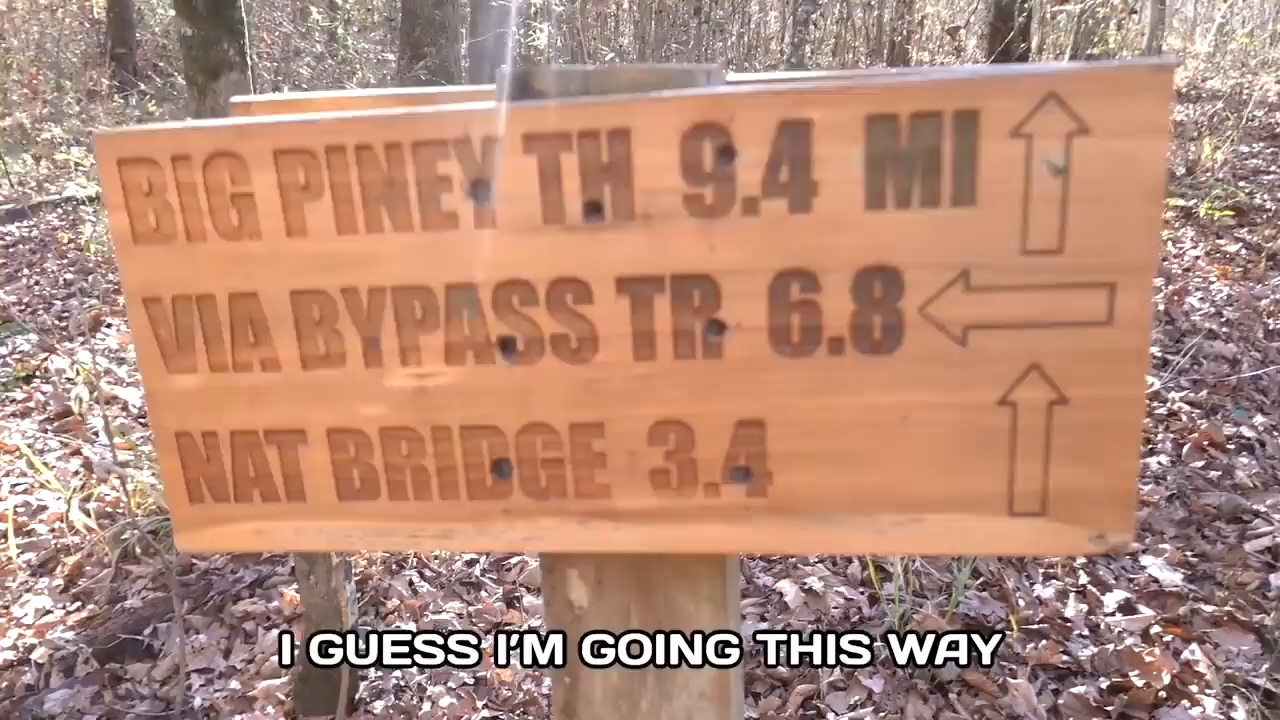 BIG PINEY TH 9.4 MI
VIA BYPASS TR 6.8
NAT BRIDGE 3.4
I GUESS I'M GOING THIS WAY